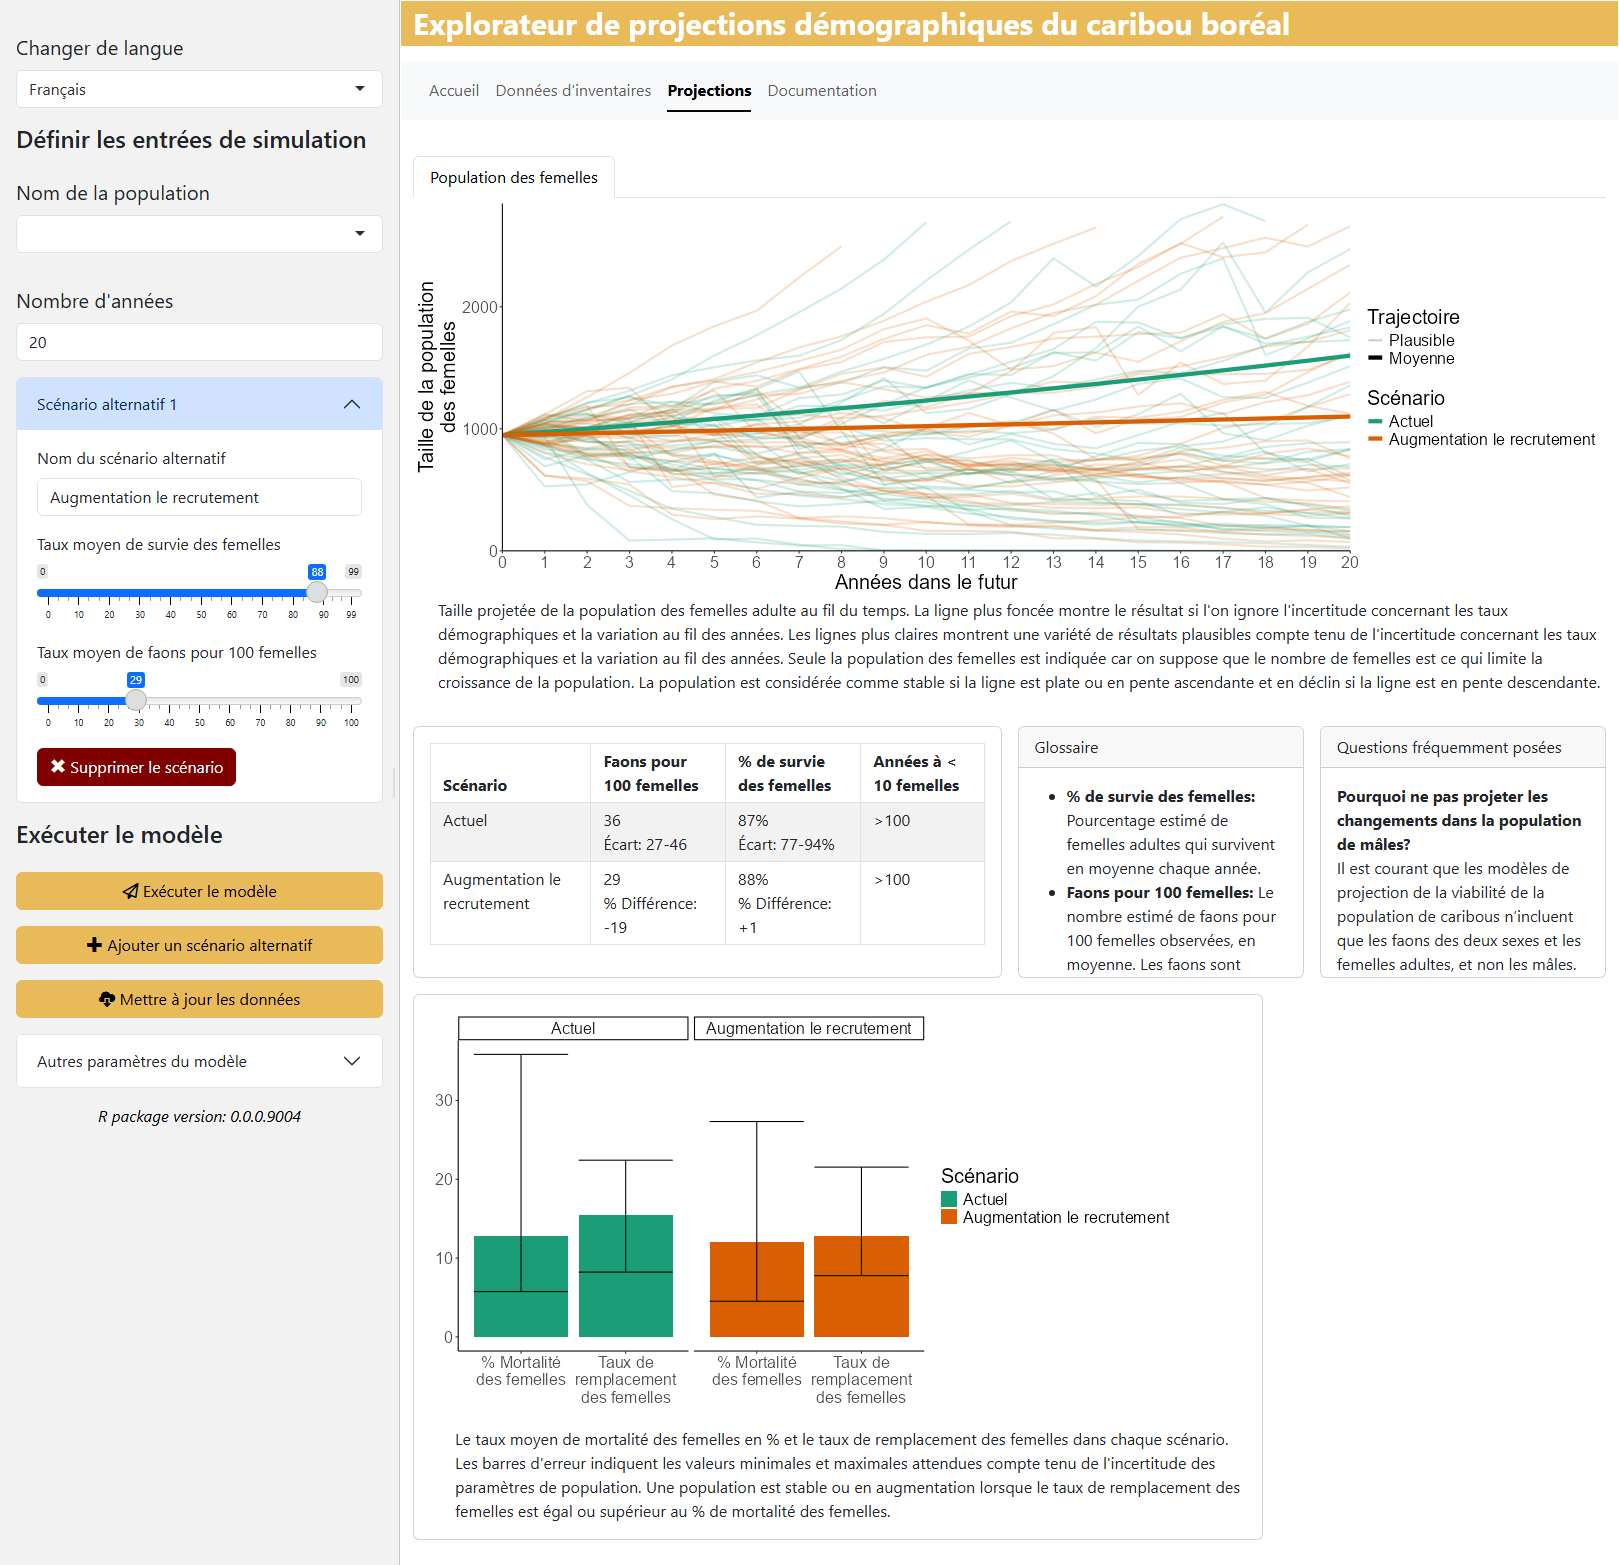 Changer de langue
Français
Définir les entrées de simulation
Nom de la population
Nombre d'années
20
Scénario alternatif 1
Nom du scénario alternatif
Augmentation le recrutement
Taux moyen de survie des femelles
0 88 99
0 10 20 30 40 50 60 70 80 90 99
Taux moyen de faons pour 100 femelles
0 29 100
0 10 20 30 40 50 60 70 80 90 100
Supprimer le scénario
Exécuter le modèle
Exécuter le modèle
Ajouter un scénario alternatif
Mettre à jour les données
Autres paramètres du modèle
R package version: 0.0.0.9004
Explorateur de projections démographiques du caribou boréal
Accueil Données d'inventaires Projections Documentation
Population des femelles
Taille de la population
des femelles
2000
1000
0
0 1 2 3 4 5 6 7 8 9 10 11 12 13 14 15 16 17 18 19 20
Années dans le futur
Trajectoire
Plausible
Moyenne
Scénario
Actuel
Augmentation le recrutement
Taille projetée de la population des femelles adulte au fil du temps. La ligne plus foncée montre le résultat si l'on ignore l'incertitude concernant les taux
démographiques et la variation au fil des années. Les lignes plus claires montrent une variété de résultats plausibles compte tenu de l'incertitude concernant les taux
démographiques et la variation au fil des années. Seule la population des femelles est indiquée car on suppose que le nombre de femelles est ce qui limite la
croissance de la population. La population est considérée comme stable si la ligne est plate ou en pente ascendante et en déclin si la ligne est en pente descendante.
Scénario
Faons pour
100 femelles
% de survie
des femelles
Années à <
10 femelles
Actuel
36
Écart: 27-46
87%
Écart: 77-94%
>100
Augmentation le
recrutement
29
% Différence:
-19
88%
% Différence:
+1
>100
Glossaire
% de survie des femelles:
Pourcentage estimé de
femelles adultes qui survivent
en moyenne chaque année.
Faons pour 100 femelles: Le
nombre estimé de faons pour
100 femelles observées, en
moyenne. Les faons sont
Questions fréquemment posées
Pourquoi ne pas projeter les
changements dans la population
de mâles?
Il est courant que les modèles de
projection de la viabilité de la
population de caribous n’incluent
que les faons des deux sexes et les
femelles adultes, et non les mâles.
Actuel
Augmentation le recrutement
30
20
10
0
% Mortalité
des femelles
Taux de
remplacement
des femelles
% Mortalité
des femelles
Taux de
remplacement
des femelles
Scénario
Actuel
Augmentation le recrutement
Le taux moyen de mortalité des femelles en % et le taux de remplacement des femelles dans chaque scénario.
Les barres d'erreur indiquent les valeurs minimales et maximales attendues compte tenu de l'incertitude des
paramètres de population. Une population est stable ou en augmentation lorsque le taux de remplacement des
femelles est égal ou supérieur au % de mortalité des femelles.